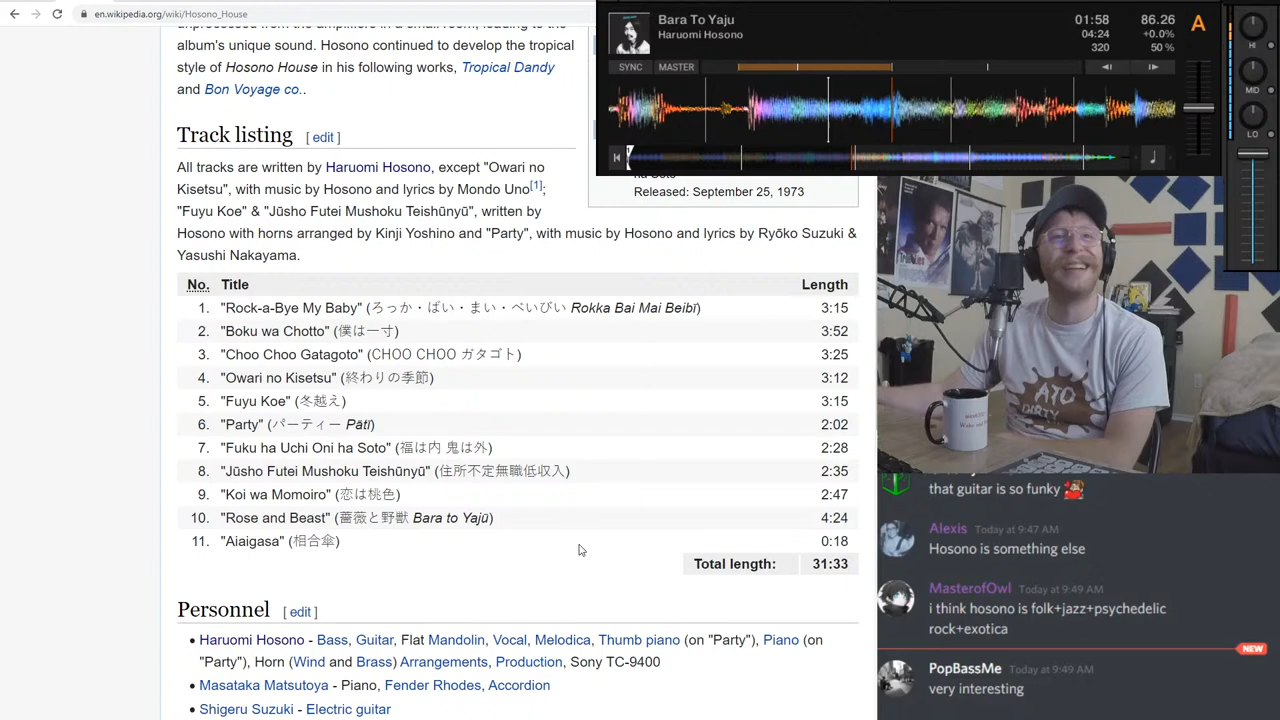 en.wikipedia.org/wiki/Hosono_House
unprocessed from the amplifiers in a small room, leading to the
album's unique sound. Hosono continued to develop the tropical
style of Hosono House in his following works, Tropical Dandy
and Bon Voyage co..
Track listing [ edit ]
All tracks are written by Haruomi Hosono, except "Owari no
Kisetsu", with music by Hosono and lyrics by Mondo Uno[1];
"Fuyu Koe" & "Jūsho Futei Mushoku Teishūnyū", written by
Hosono with horns arranged by Kinji Yoshino and "Party", with music by Hosono and lyrics by Ryōko Suzuki &
Yasushi Nakayama.
No. Title Length
1. "Rock-a-Bye My Baby" (ろっか・ばい・まい・べいびい Rokka Bai Mai Beibī) 3:15
2. "Boku wa Chotto" (僕は一寸) 3:52
3. "Choo Choo Gatagoto" (CHOO CHOO ガタゴト) 3:25
4. "Owari no Kisetsu" (終わりの季節) 3:12
5. "Fuyu Koe" (冬越え) 3:15
6. "Party" (パーティー Pātī) 2:02
7. "Fuku ha Uchi Oni ha Soto" (福は内 鬼は外) 2:28
8. "Jūsho Futei Mushoku Teishūnyū" (住所不定無職低収入) 2:35
9. "Koi wa Momoiro" (恋は桃色) 2:47
10. "Rose and Beast" (薔薇と野獣 Bara to Yajū) 4:24
11. "Aiaigasa" (相合傘) 0:18
Total length: 31:33
Personnel [ edit ]
Haruomi Hosono - Bass, Guitar, Flat Mandolin, Vocal, Melodica, Thumb piano (on "Party"), Piano (on
"Party"), Horn (Wind and Brass) Arrangements, Production, Sony TC-9400
Masataka Matsutoya - Piano, Fender Rhodes, Accordion
Shigeru Suzuki - Electric guitar
Released: September 25, 1973
Bara To Yaju 01:58 86.26
Haruomi Hosono 04:24 +0.0%
320 50 %
A
SYNC MASTER
HI
MID
LO
ATO
DIRTY
that guitar is so funky
Alexis Today at 9:47 AM
Hosono is something else
MasterofOwl Today at 9:49 AM
i think hosono is folk+jazz+psychedelic
rock+exotica
NEW
PopBassMe Today at 9:49 AM
very interesting